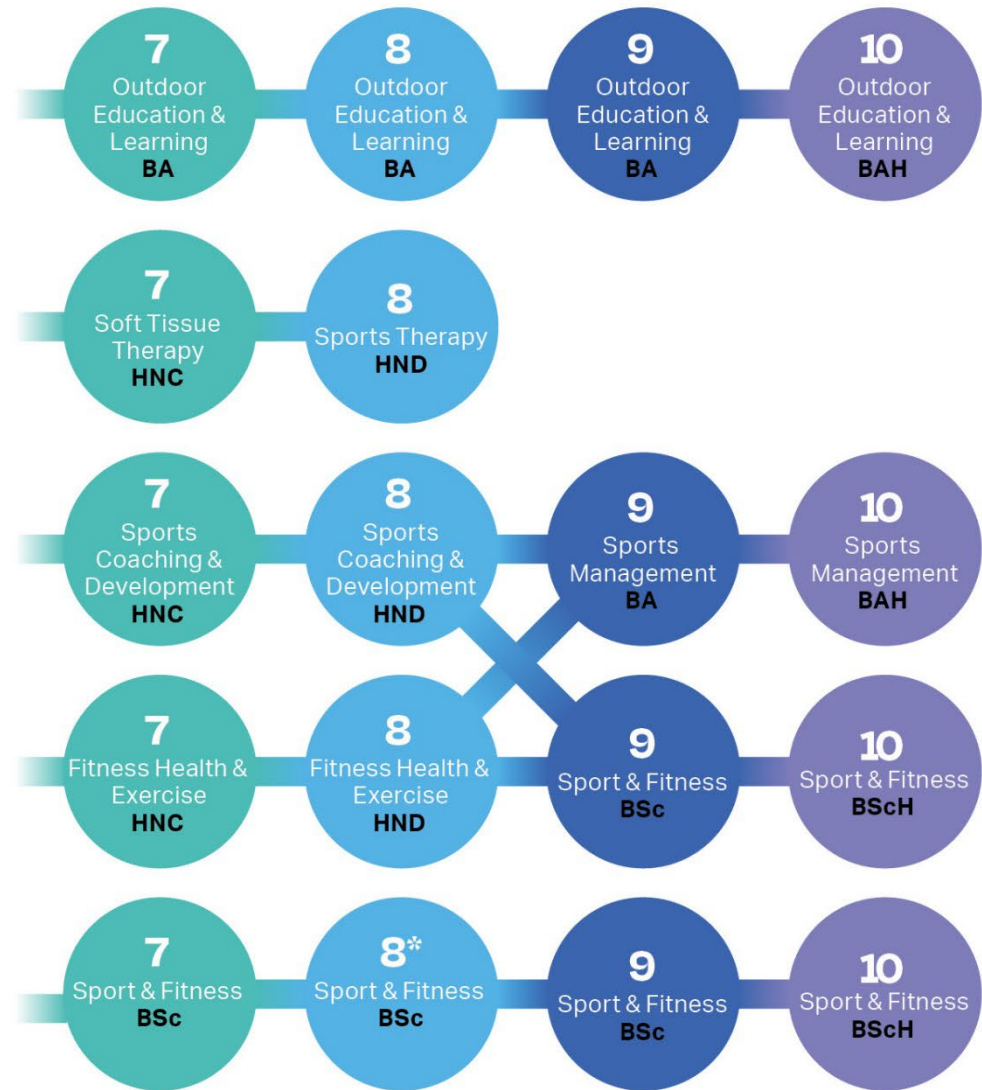 7
Outdoor
Education &
Learning
BA
8
Outdoor
Education &
Learning
BA
9
Outdoor
Education &
Learning
BA
10
Outdoor
Education &
Learning
BAH
7
Soft Tissue
Therapy
HNC
8
Sports Therapy
HND
7
Sports
Coaching &
Development
HNC
8
Sports
Coaching &
Development
HND
9
Sports
Management
BA
10
Sports
Management
BAH
7
Fitness Health &
Exercise
HNC
8
Fitness Health &
Exercise
HND
9
Sport & Fitness
BSc
10
Sport & Fitness
BScH
7
Sport & Fitness
BSc
8*
Sport & Fitness
BSc
9
Sport & Fitness
BSc
10
Sport & Fitness
BScH